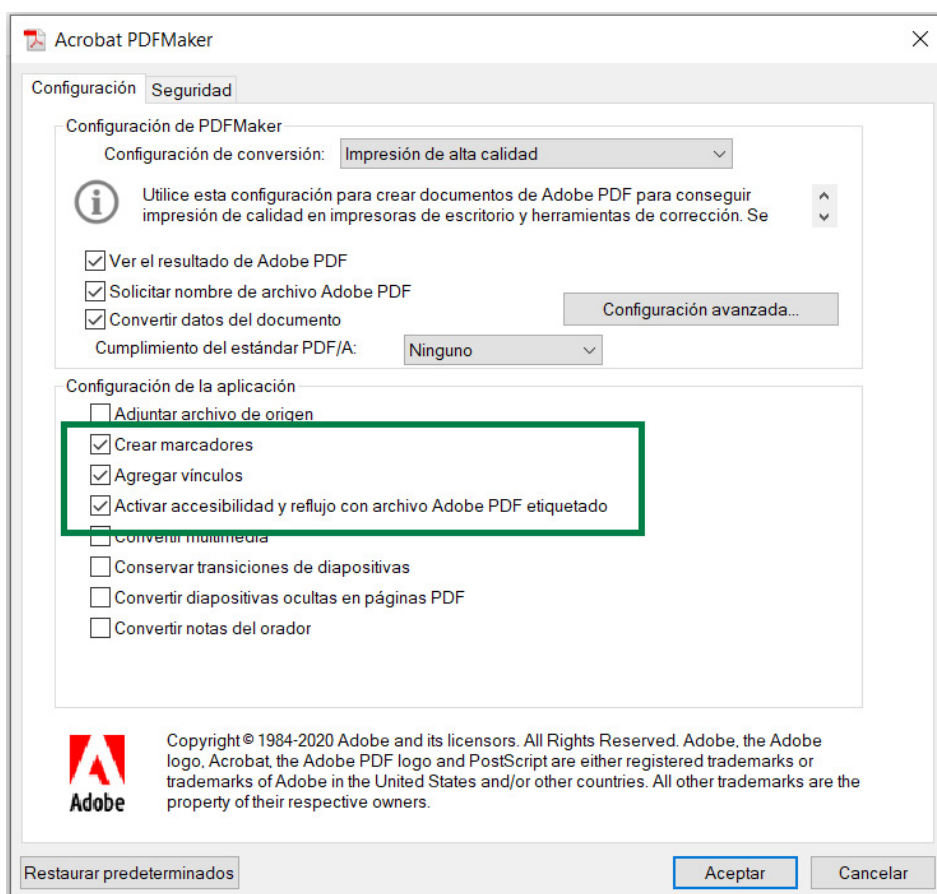 Acrobat PDFMaker
Configuración
Seguridad
Configuración de PDFMaker
Configuración de conversión:
Impresión de alta calidad
Utilice esta configuración para crear documentos de Adobe PDF para conseguir
impresión de calidad en impresoras de escritorio y herramientas de corrección. Se
Ver el resultado de Adobe PDF
Solicitar nombre de archivo Adobe PDF
Convertir datos del documento
Configuración avanzada...
Cumplimiento del estándar PDF/A:
Ninguno
Configuración de la aplicación
Adjuntar archivo de origen
Crear marcadores
Agregar vínculos
Activar accesibilidad y reflujo con archivo Adobe PDF etiquetado
Convertir multimedia
Conservar transiciones de diapositivas
Convertir diapositivas ocultas en páginas PDF
Convertir notas del orador
Copyright © 1984-2020 Adobe and its licensors. All Rights Reserved. Adobe, the Adobe
logo, Acrobat, the Adobe PDF logo and PostScript are either registered trademarks or
trademarks of Adobe in the United States and/or other countries. All other trademarks are the
property of their respective owners.
Adobe
Restaurar predeterminados
Aceptar
Cancelar